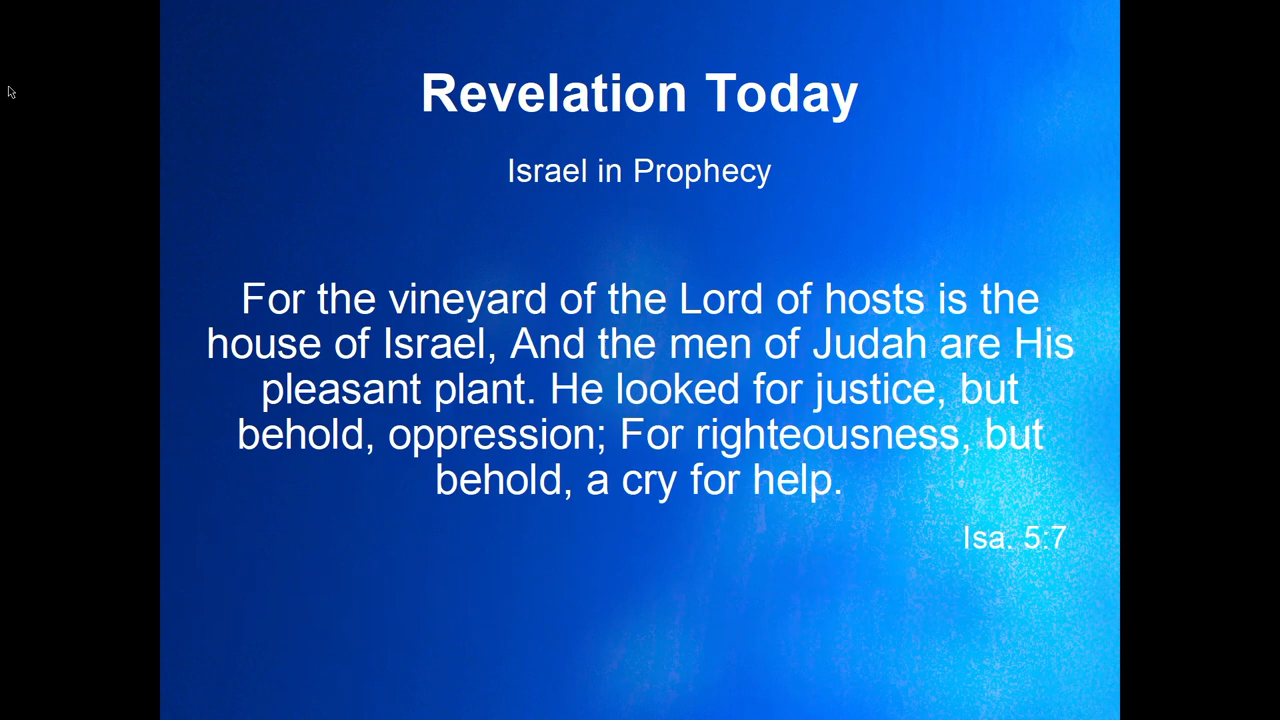 Revelation Today
Israel in Prophecy
For the vineyard of the Lord of hosts is the
house of Israel, And the men of Judah are His
pleasant plant. He looked for justice, but
behold, oppression; For righteousness, but
behold, a cry for help.
Isa. 5:7